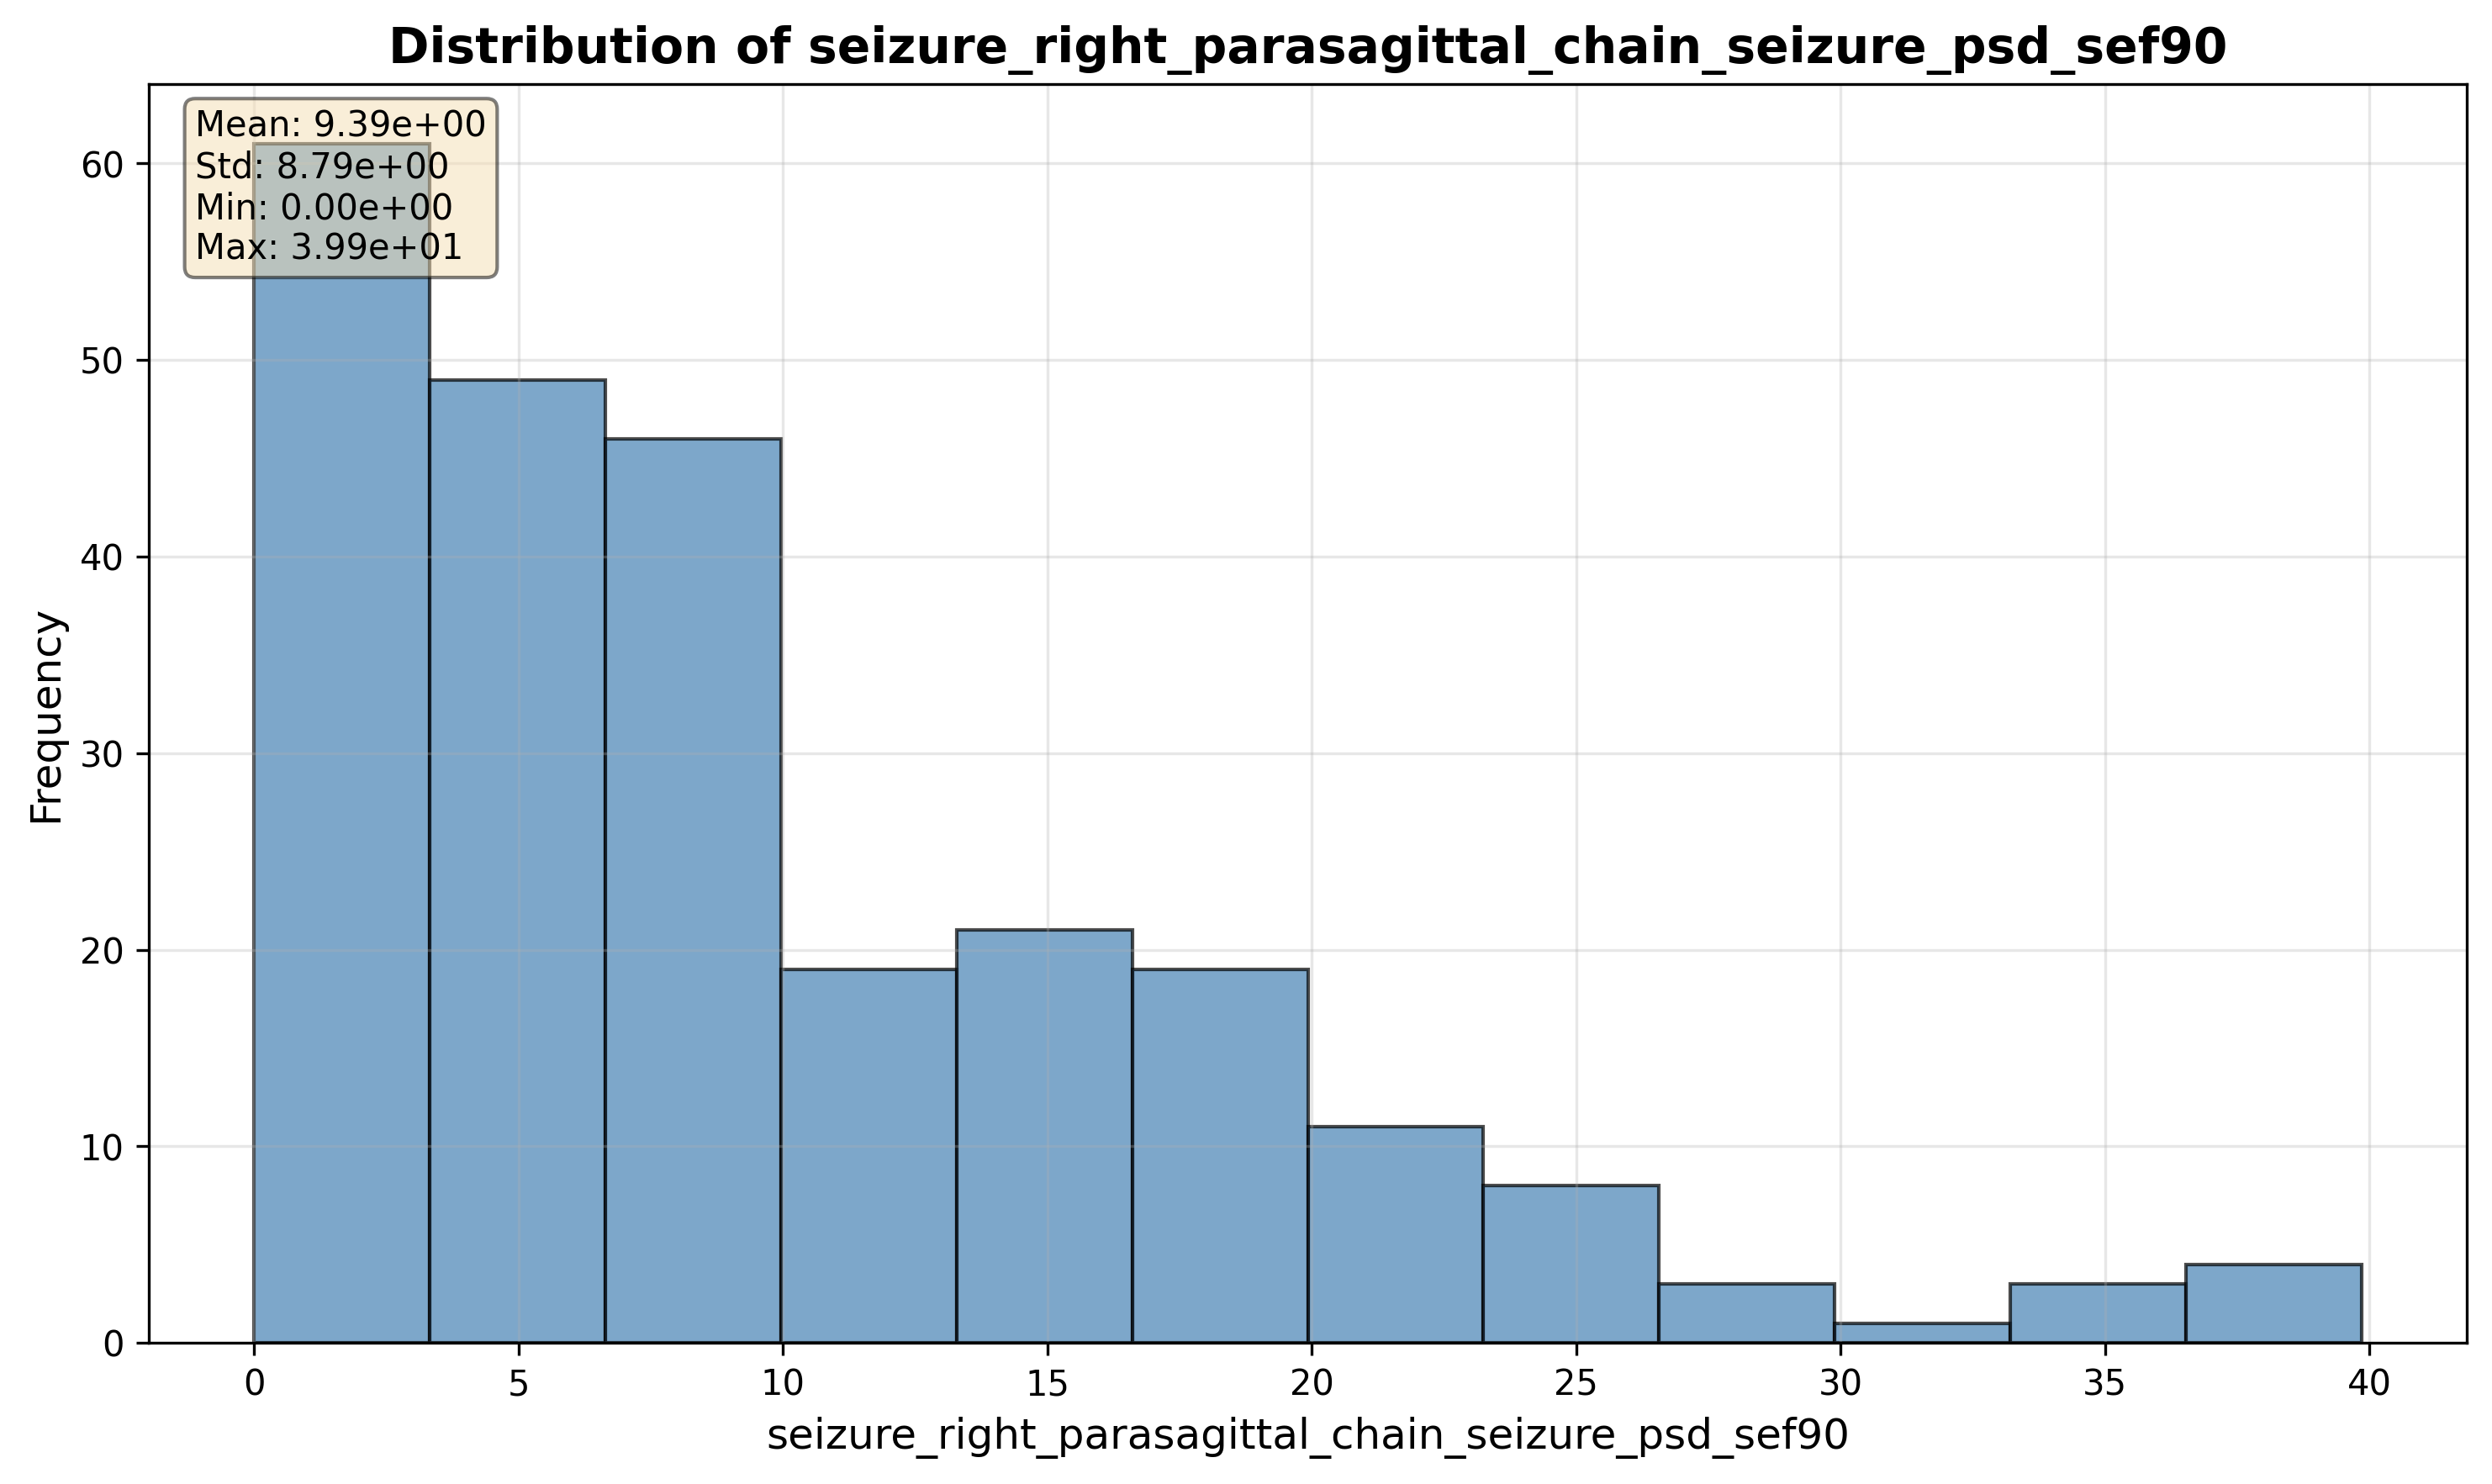 Distribution of seizure_right_parasagittal_chain_seizure_psd_sef90
Mean: 9.39e+00
Std: 8.79e+00
Min: 0.00e+00
Max: 3.99e+01
60
50
40
30
20
10
0
Frequency
0 5 10 15 20 25 30 35 40
seizure_right_parasagittal_chain_seizure_psd_sef90